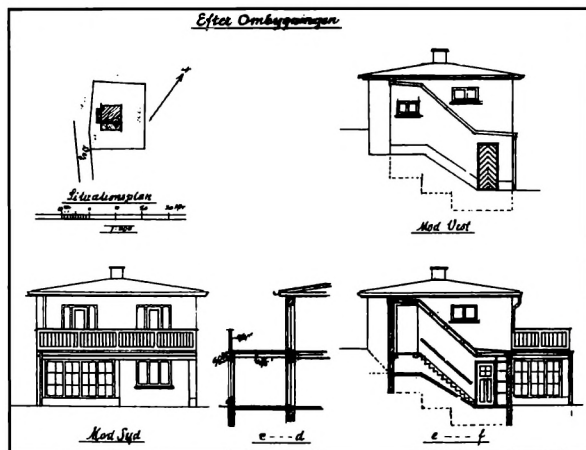 Efter Ombygningen
Situationsplan
Mod Vest
Mod Syd
c---d
e---f